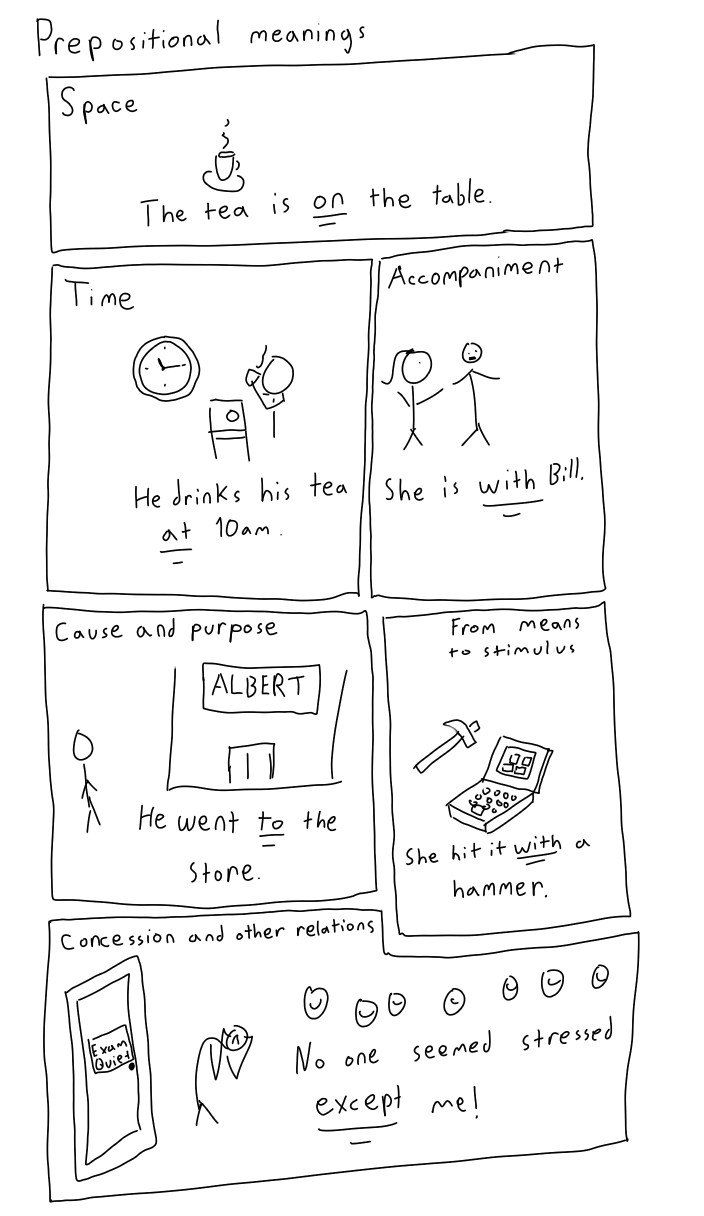 Prepositional meanings
Space
The tea is on the table.
Time
He drinks his tea
at 10am.
Accompaniment
She is with Bill.
Cause and purpose
ALBERT
He went to the
store.
From means
to stimulus
She hit it with a
hammer.
Concession and other relations
Exam
Quiet
No one seemed stressed
except me!